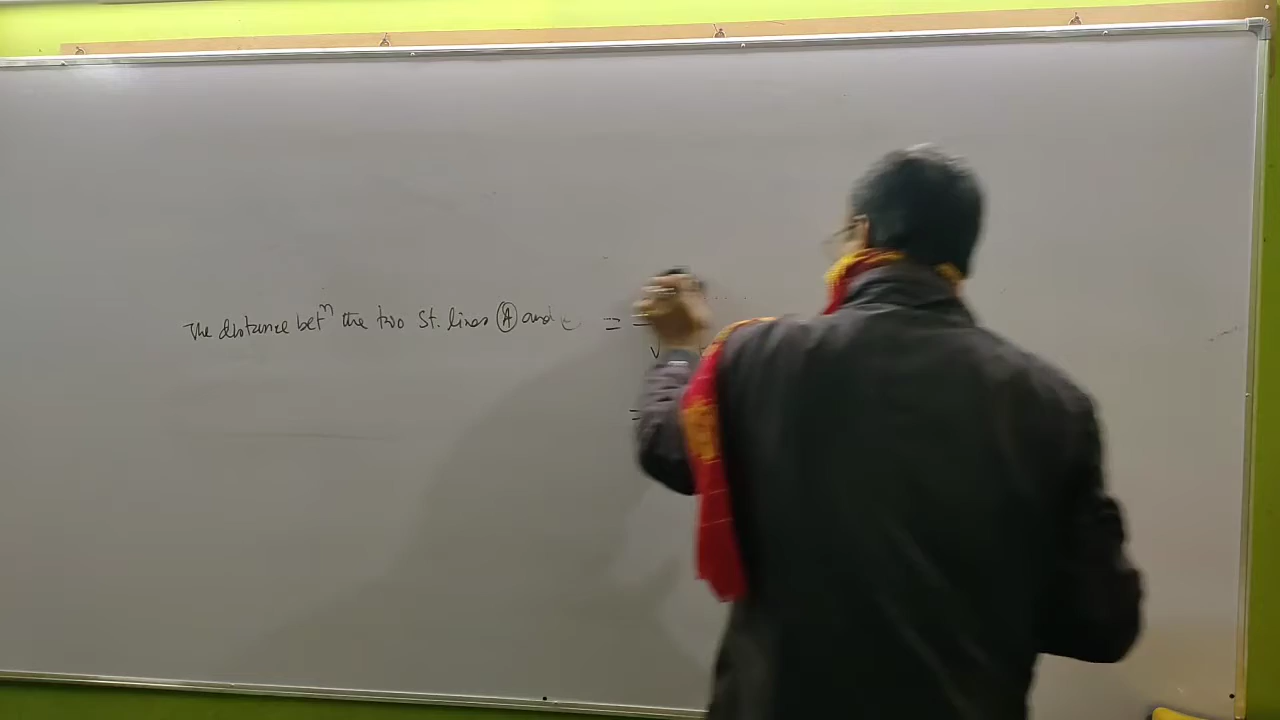 The distance betⁿ the two St. lines Ⓐ and =
=